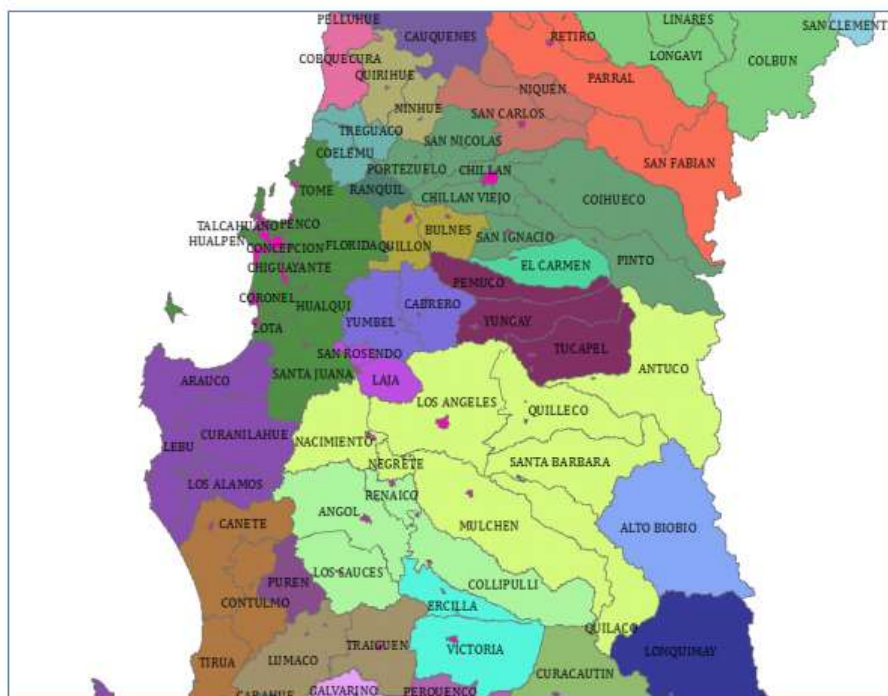 PELLUHUE
CAUQUENES
RETIRO
LINARES
SAN CLEMENT
LONGAVI
COLBUN
COBQUECURA
QUIRIHUE
PARRAL
NIQUEN
NINHUE
SAN CARLOS
TREGUACO
SAN NICOLAS
COELEMU
SAN FABIAN
PORTEZUELO
CHILLAN
TOME
RANQUIL
CHILLAN VIEJO
COIHUECO
TALCAHUANO
PENCO
BULNES
HUALPEN
CONCEPCION
FLORIDA
QUILLON
SAN IGNACIO
PINTO
CHIGUAYANTE
EL CARMEN
PEMUCO
CORONEL
HUALQUI
CABRERO
LOTA
YUMBEL
YUNGAY
TUCAPEL
SAN ROSENDO
ANTUCO
ARAUCO
SANTA JUANA
LAJA
LOS ANGELES
QUILLECO
CURANILAHUE
LEBU
NACIMIENTO
NEGRETE
SANTA BARBARA
LOS ALAMOS
RENAICO
ANGOL
CANETE
MULCHEN
ALTO BIOBIO
LOS SAUCES
PUREN
COLLIPULLI
CONTULMO
ERCILLA
QUILACO
TRAIGUEN
VICTORIA
LONQUIMAY
TIRUA
LUMACO
CURACAUTIN
CARAHUE
GALVARINO
PERQUENCO